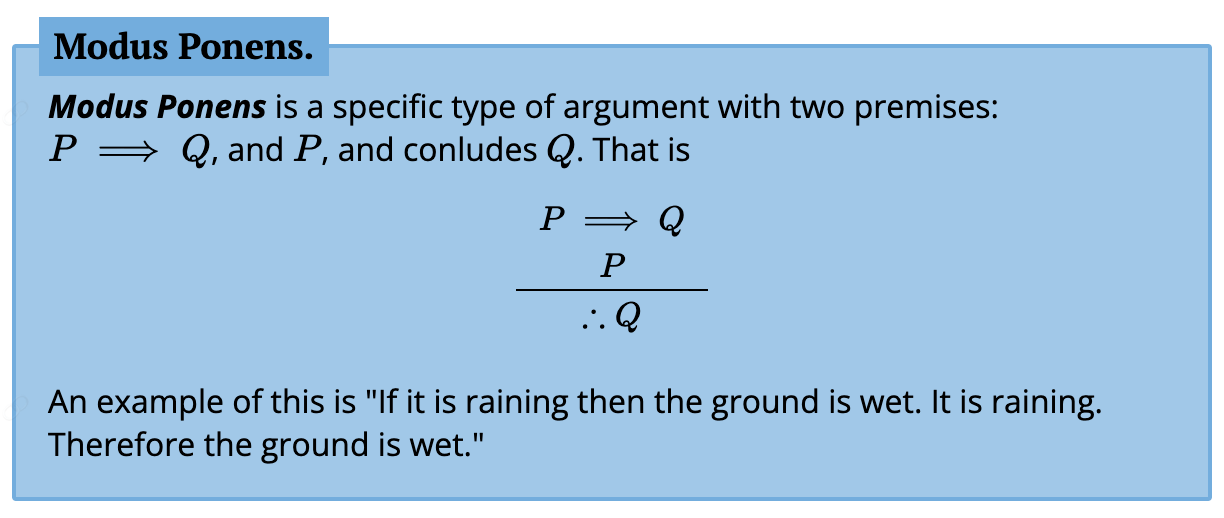 Modus Ponens.
Modus Ponens is a specific type of argument with two premises:
P ⟹ Q, and P, and conludes Q. That is
P ⟹ Q
P
∴ Q
An example of this is "If it is raining then the ground is wet. It is raining.
Therefore the ground is wet."